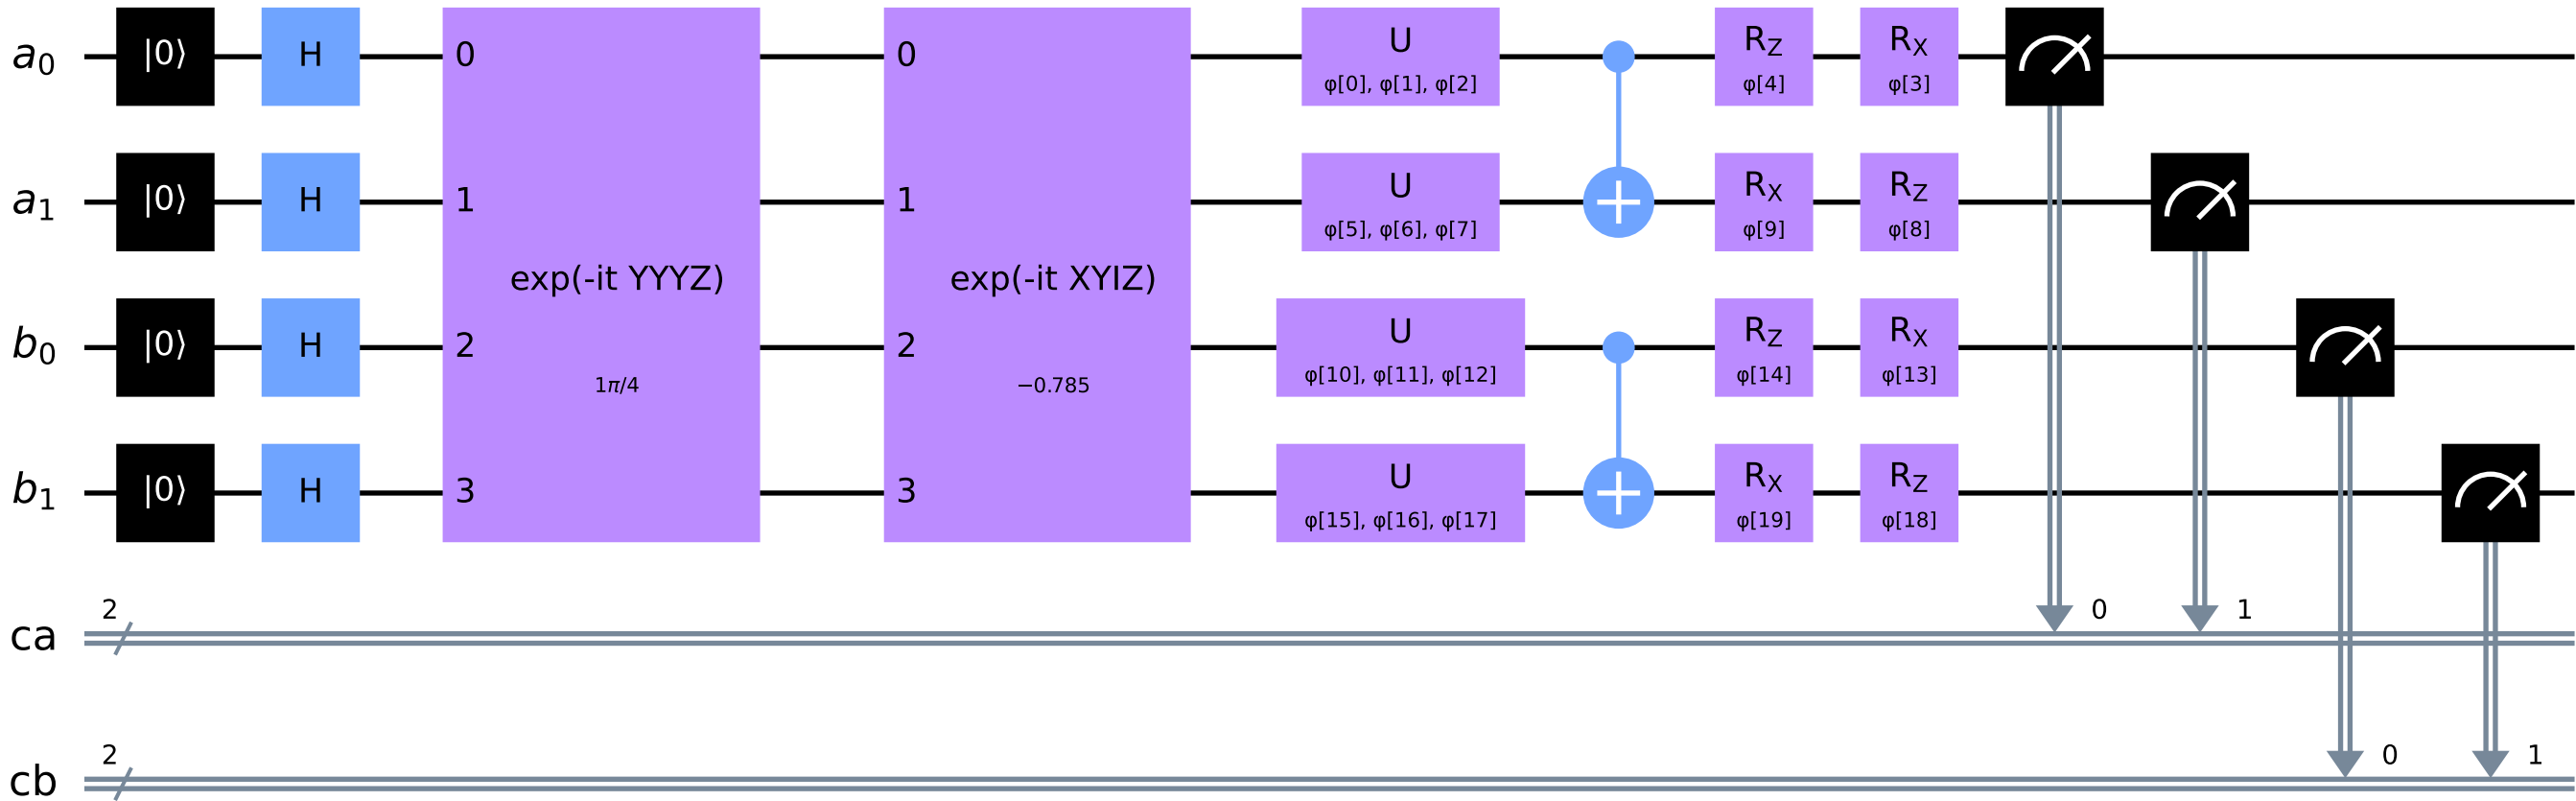 a0 |0⟩ H 0 0 U RZ RX
φ[0], φ[1], φ[2] φ[4] φ[3]
a1 |0⟩ H 1 1 U RX RZ
φ[5], φ[6], φ[7] φ[9] φ[8]
exp(-it YYYZ) exp(-it XYIZ)
b0 |0⟩ H 2 2 U RZ RX
1π/4 −0.785 φ[10], φ[11], φ[12] φ[14] φ[13]
b1 |0⟩ H 3 3 U RX RZ
φ[15], φ[16], φ[17] φ[19] φ[18]
2 0 1
ca
2 0 1
cb